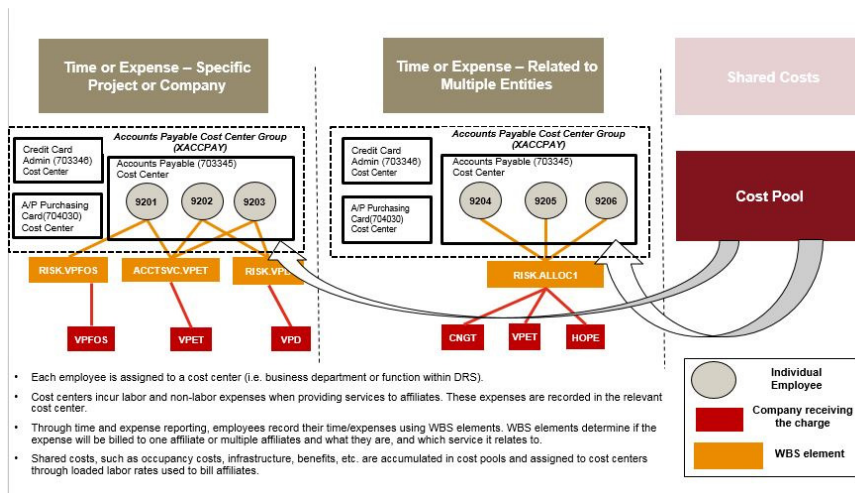 Time or Expense – Specific
Project or Company
Time or Expense – Related to
Multiple Entities
Shared Costs
Accounts Payable Cost Center Group
(XACCPAY)
Credit Card
Admin (703346)
Cost Center
Accounts Payable (703345)
Cost Center
A/P Purchasing
Card(704030)
Cost Center
9201
9202
9203
RISK.VPFOS
ACCTSVC.VPET
VPFOS
VPET
VPD
Accounts Payable Cost Center Group
(XACCPAY)
Credit Card
Admin (703346)
Cost Center
Accounts Payable (703345)
Cost Center
A/P Purchasing
Card(704030)
Cost Center
9204
9205
9206
RISK.ALLOC1
CNGT
VPET
HOPE
Cost Pool
• Each employee is assigned to a cost center (i.e. business department or function within DRS).
• Cost centers incur labor and non-labor expenses when providing services to affiliates. These expenses are recorded in the relevant
cost center.
• Through time and expense reporting, employees record their time/expenses using WBS elements. WBS elements determine if the
expense will be billed to one affiliate or multiple affiliates and what they are, and which service it relates to.
• Shared costs, such as occupancy costs, infrastructure, benefits, etc. are accumulated in cost pools and assigned to cost centers
through loaded labor rates used to bill affiliates.
Individual
Employee
Company receiving
the charge
WBS element